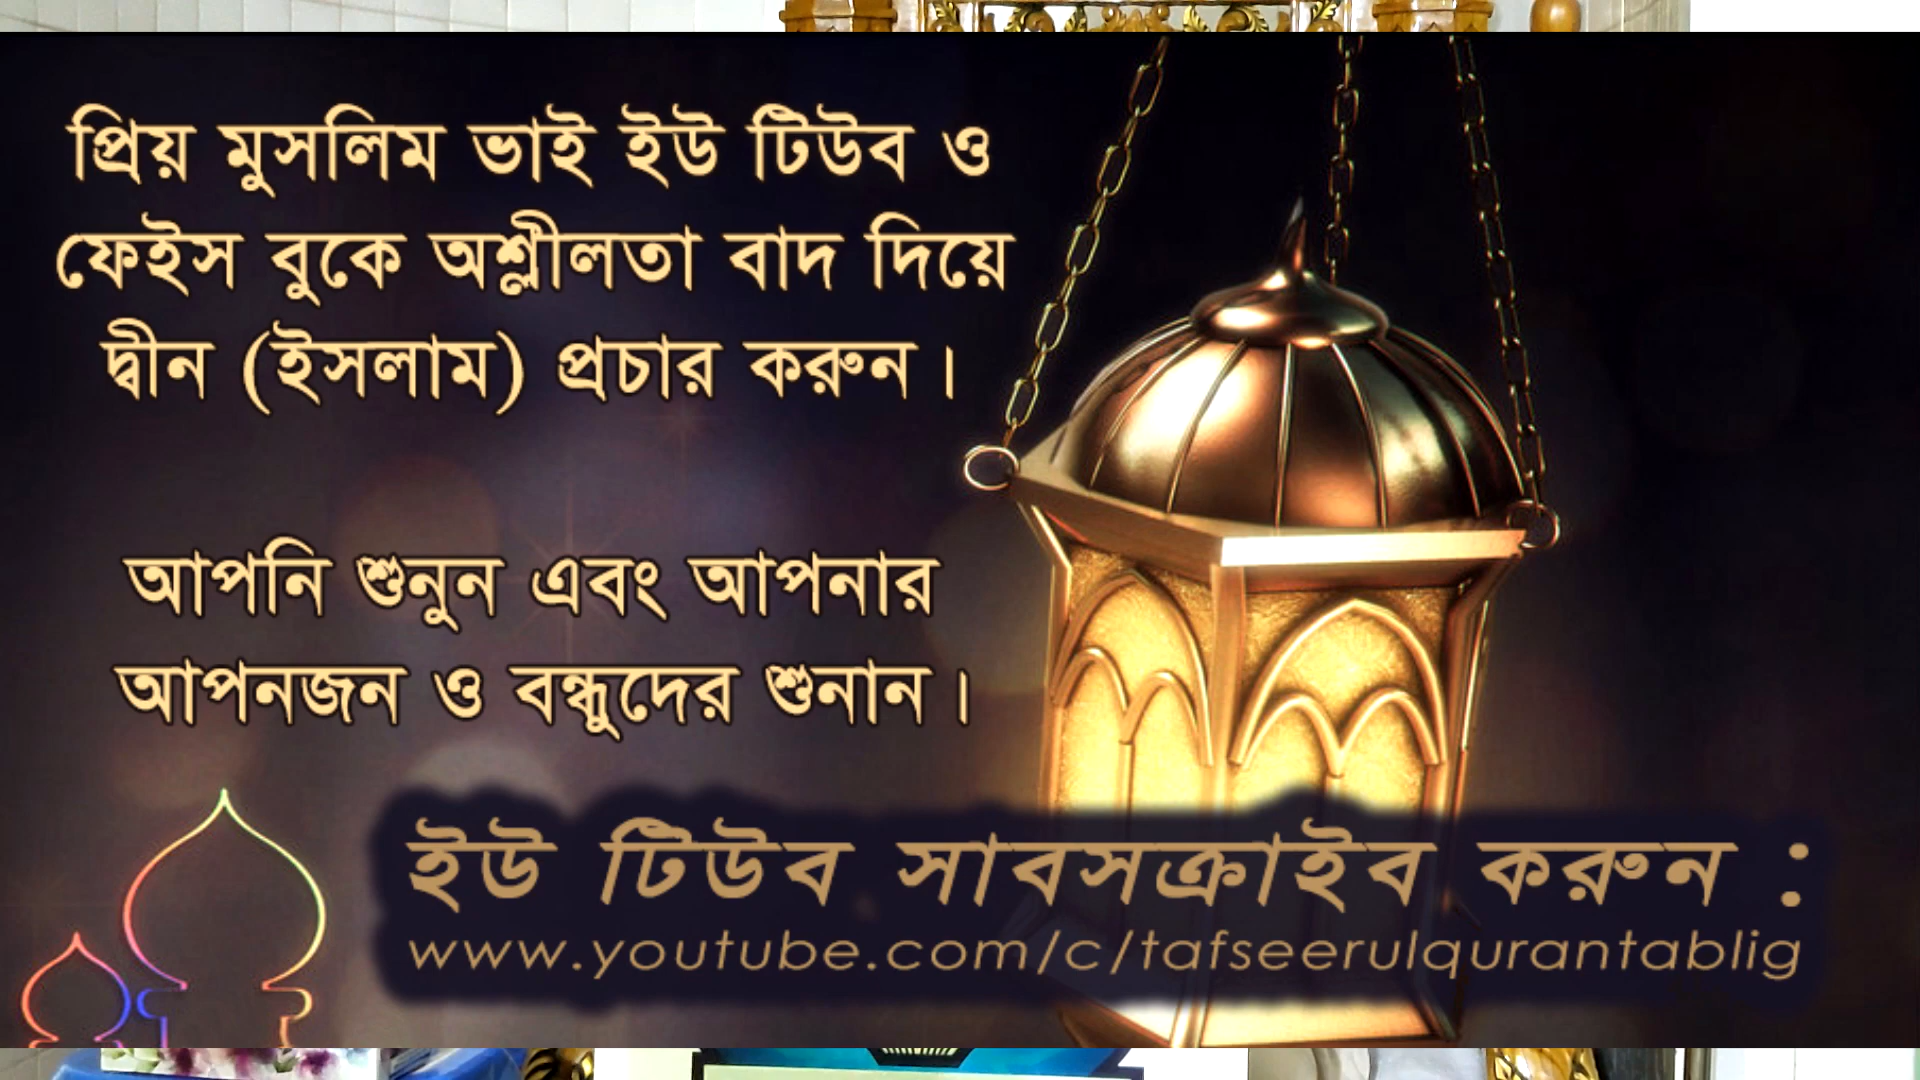 প্রিয় মুসলিম ভাই ইউ টিউব ও
ফেইস বুকে অশ্লীলতা বাদ দিয়ে
দ্বীন (ইসলাম) প্রচার করুন।
আপনি শুনুন এবং আপনার
আপনজন ও বন্ধুদের শুনান।
ইউ টিউব সাবসক্রাইব করুন :
www.youtube.com/c/tafseerulqurantablig